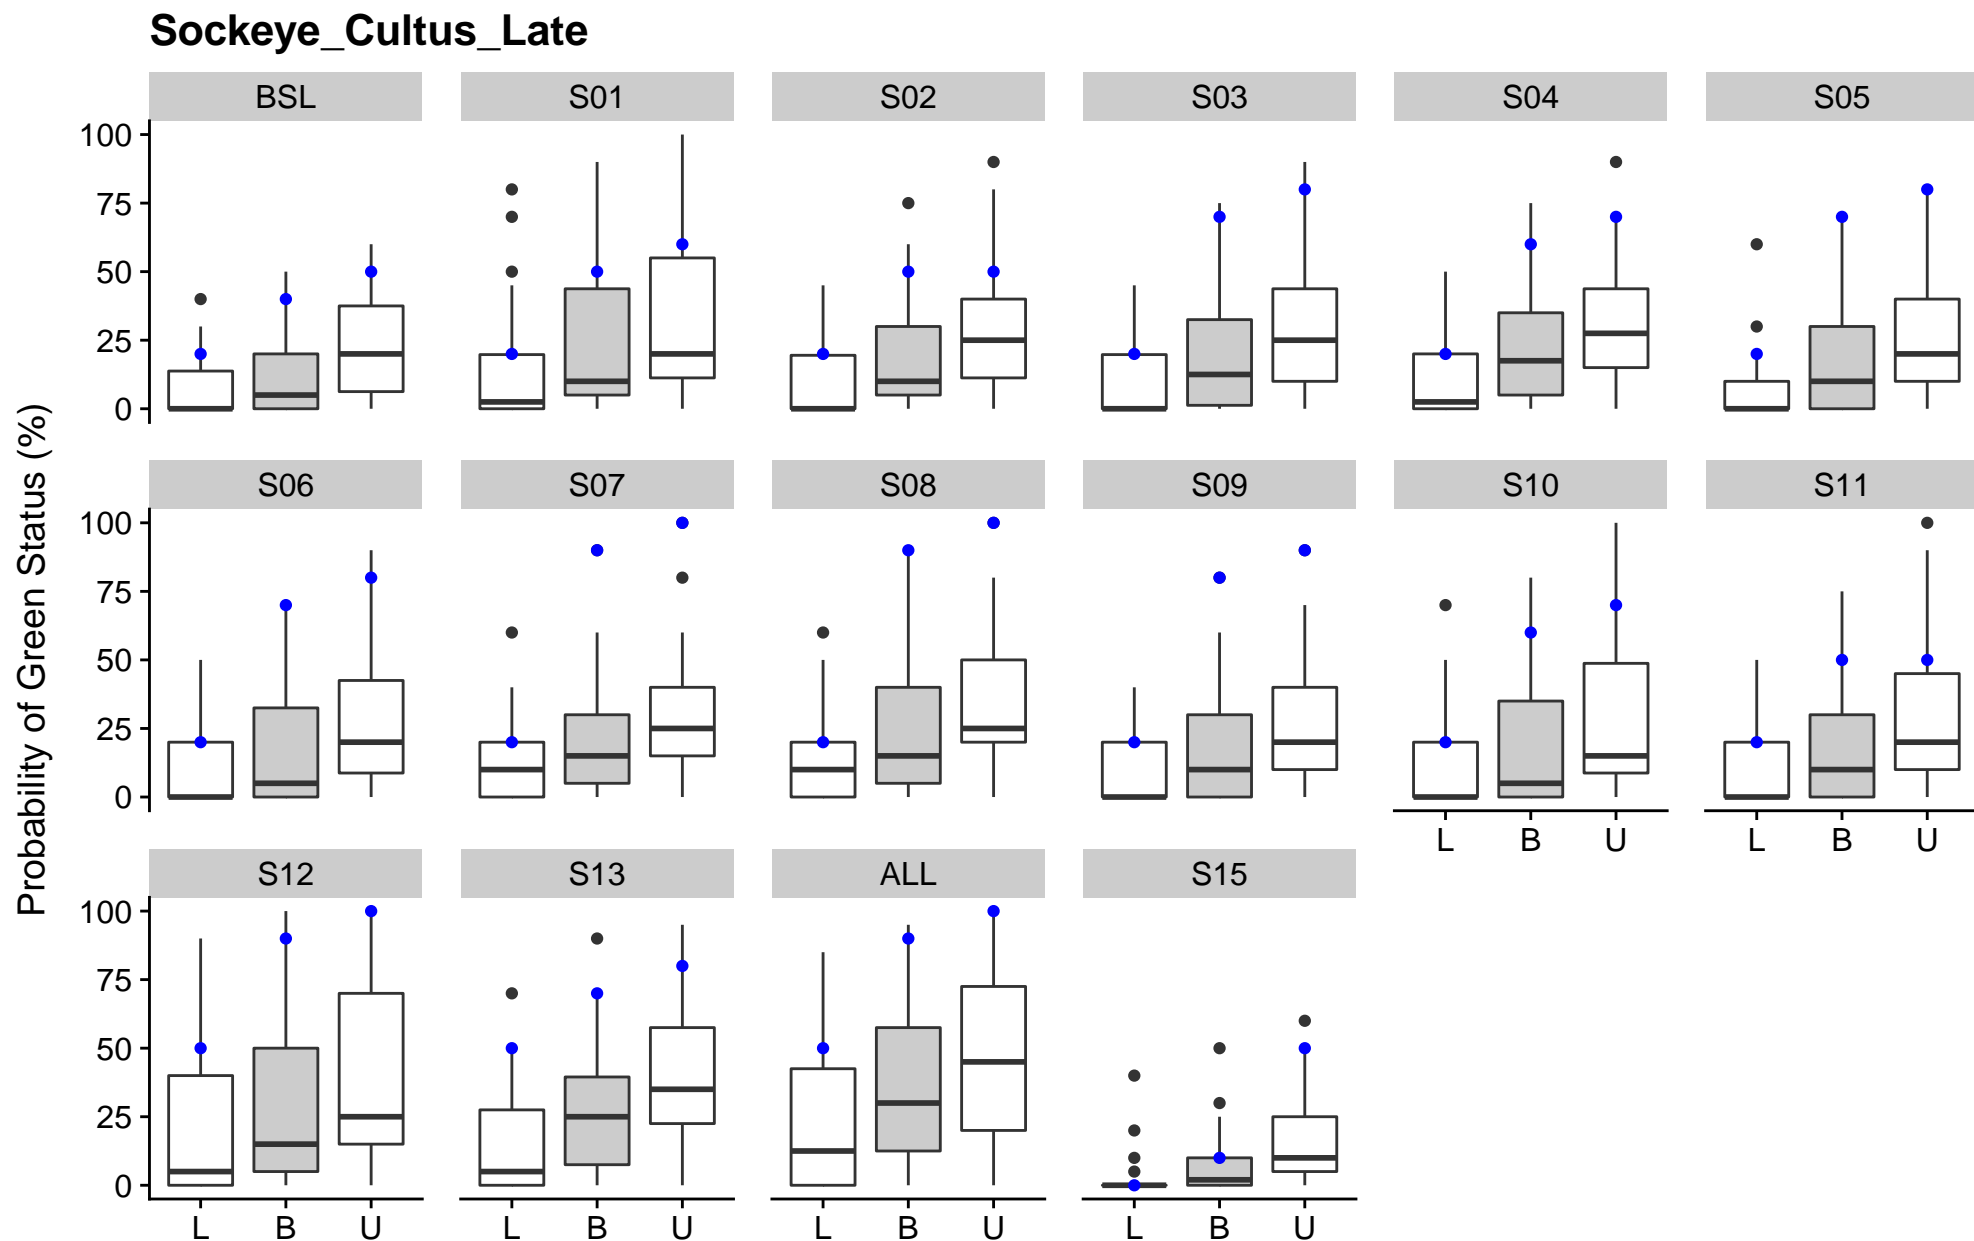 Sockeye_Cultus_Late
BSL S01 S02 S03 S04 S05
100
75
50
25
0
S06 S07 S08 S09 S10 S11
100
75
50
25
0
L B U L B U
S12 S13 ALL S15
100
75
50
25
0
L B U L B U L B U L B U
Probability of Green Status (%)